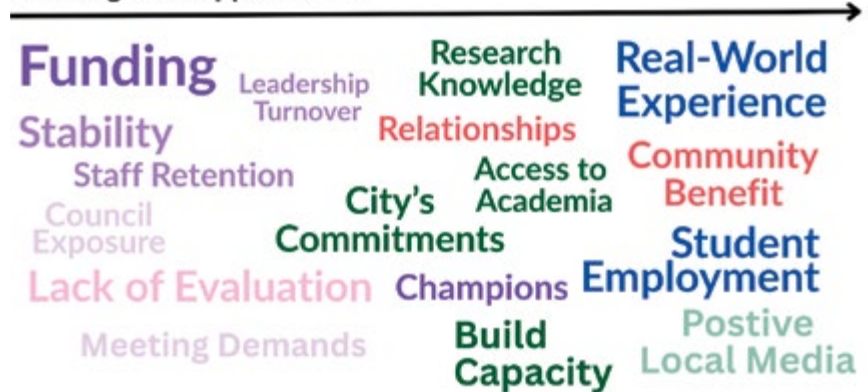 Funding
Leadership
Turnover
Research
Knowledge
Real-World
Experience
Stability
Relationships
Staff Retention
Access to
Academia
Community
Benefit
Council
Exposure
City's
Commitments
Student
Employment
Lack of Evaluation
Champions
Meeting Demands
Build
Capacity
Postive
Local Media